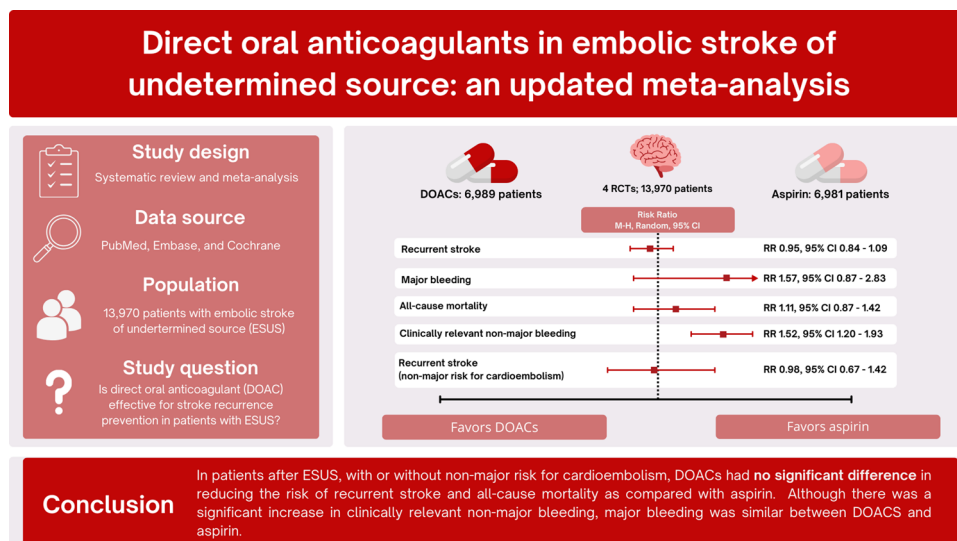 Direct oral anticoagulants in embolic stroke of
undetermined source: an updated meta-analysis
Study design
Systematic review and meta-analysis
Data source
PubMed, Embase, and Cochrane
Population
13,970 patients with embolic stroke
of undertermined source (ESUS)
Study question
Is direct oral anticoagulant (DOAC)
effective for stroke recurrence
prevention in patients with ESUS?
DOACs: 6,989 patients
4 RCTs; 13,970 patients
Aspirin: 6,981 patients
Risk Ratio
M-H, Random, 95% CI
Recurrent stroke
RR 0.95, 95% CI 0.84 - 1.09
Major bleeding
RR 1.57, 95% CI 0.87 - 2.83
All-cause mortality
RR 1.11, 95% CI 0.87 - 1.42
Clinically relevant non-major bleeding
RR 1.52, 95% CI 1.20 - 1.93
Recurrent stroke
(non-major risk for cardioembolism)
RR 0.98, 95% CI 0.67 - 1.42
Favors DOACs
Favors aspirin
Conclusion
In patients after ESUS, with or without non-major risk for cardioembolism, DOACs had no significant difference in
reducing the risk of recurrent stroke and all-cause mortality as compared with aspirin. Although there was a
significant increase in clinically relevant non-major bleeding, major bleeding was similar between DOACS and
aspirin.